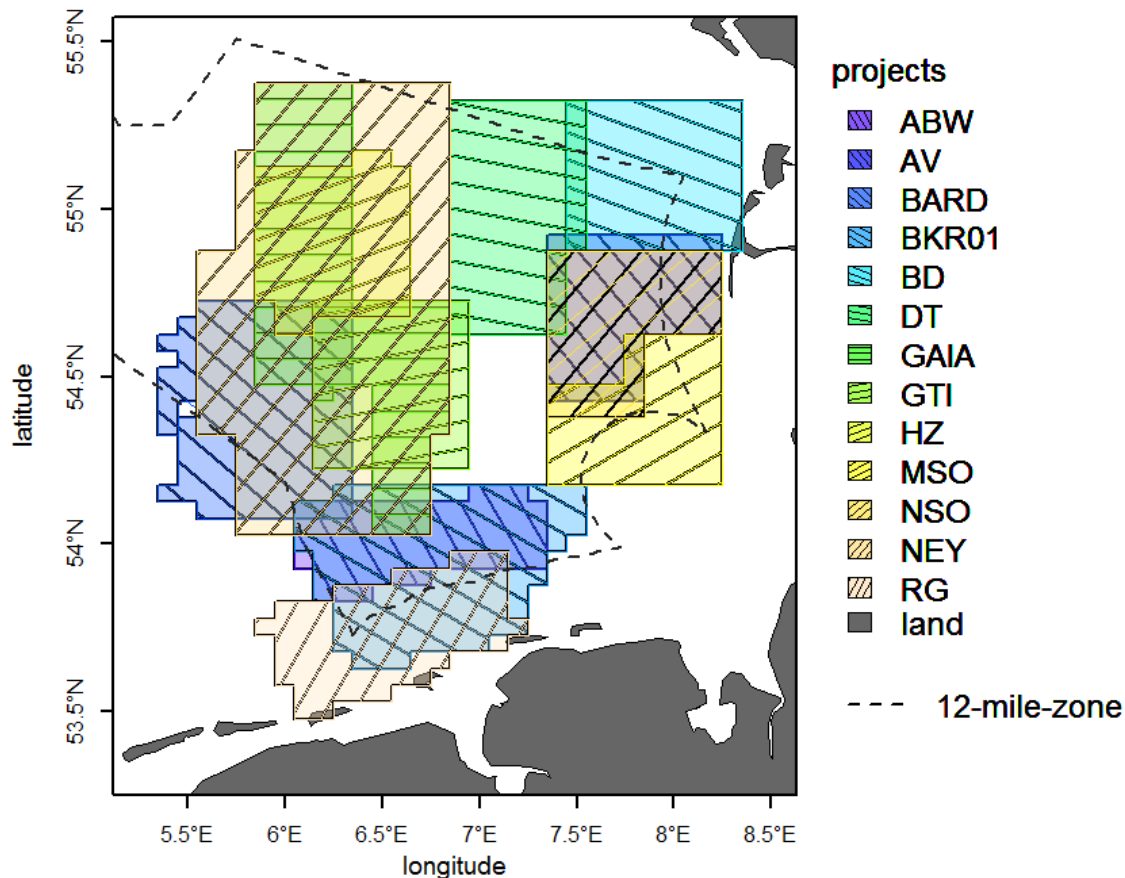 55.5°N
55°N
54.5°N
54°N
53.5°N
latitude
5.5°E
6°E
6.5°E
7°E
7.5°E
8°E
8.5°E
longitude
projects
ABW
AV
BARD
BKR01
BD
DT
GAIA
GTI
HZ
MSO
NSO
NEY
RG
land
12-mile-zone